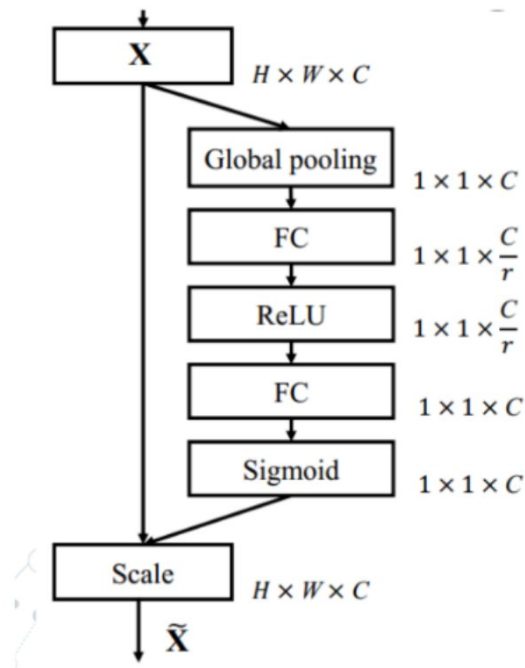 X
H × W × C
Global pooling
1 × 1 × C
FC
1 × 1 × C/r
ReLU
1 × 1 × C/r
FC
1 × 1 × C
Sigmoid
1 × 1 × C
Scale
H × W × C
X̃